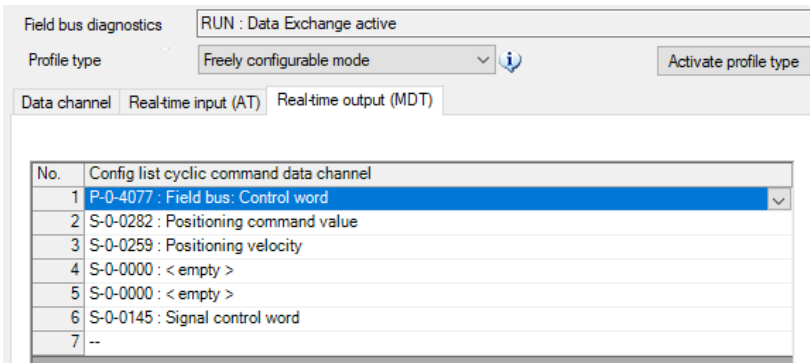 Field bus diagnostics RUN : Data Exchange active
Profile type Freely configurable mode Activate profile type
Data channel Real-time input (AT) Real-time output (MDT)
No. Config list cyclic command data channel
1 P-0-4077 : Field bus: Control word
2 S-0-0282 : Positioning command value
3 S-0-0259 : Positioning velocity
4 S-0-0000 : < empty >
5 S-0-0000 : < empty >
6 S-0-0145 : Signal control word
7 --